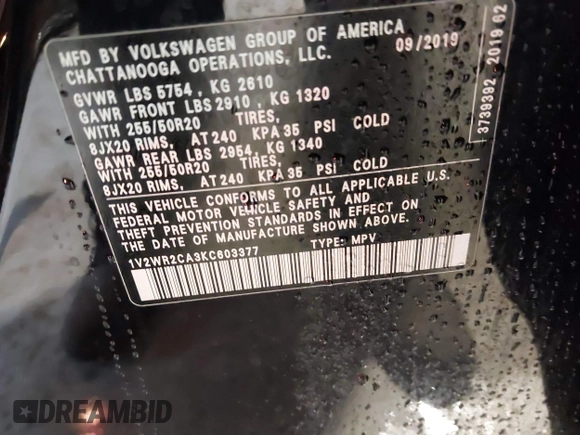 MFD BY VOLKSWAGEN GROUP OF AMERICA
CHATTANOOGA OPERATIONS, LLC.
09/2019
GVWR LBS 5754 , KG 2610
GAWR FRONT LBS 2910 , KG 1320
WITH 255/50R20 TIRES,
8JX20 RIMS, AT 240 KPA 35 PSI COLD
GAWR REAR LBS 2954, KG 1340
WITH 255/50R20 TIRES,
8JX20 RIMS, AT 240 KPA 35 PSI COLD
THIS VEHICLE CONFORMS TO ALL APPLICABLE U.S.
FEDERAL MOTOR VEHICLE SAFETY AND
THEFT PREVENTION STANDARDS IN EFFECT ON
THE DATE OF MANUFACTURE SHOWN ABOVE.
1V2WR2CA3KC603377 TYPE: MPV
3739392 2019 62
DREAMBID